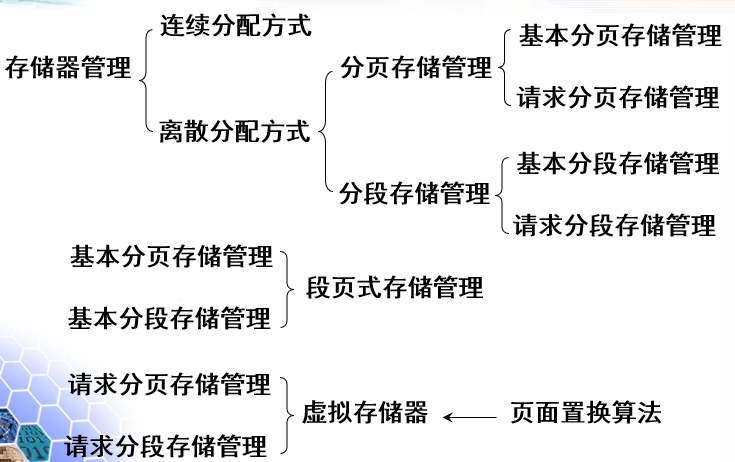 连续分配方式
存储器管理
离散分配方式
分页存储管理
基本分页存储管理
请求分页存储管理
分段存储管理
基本分段存储管理
请求分段存储管理
基本分页存储管理
基本分段存储管理
段页式存储管理
请求分页存储管理
请求分段存储管理
虚拟存储器
页面置换算法